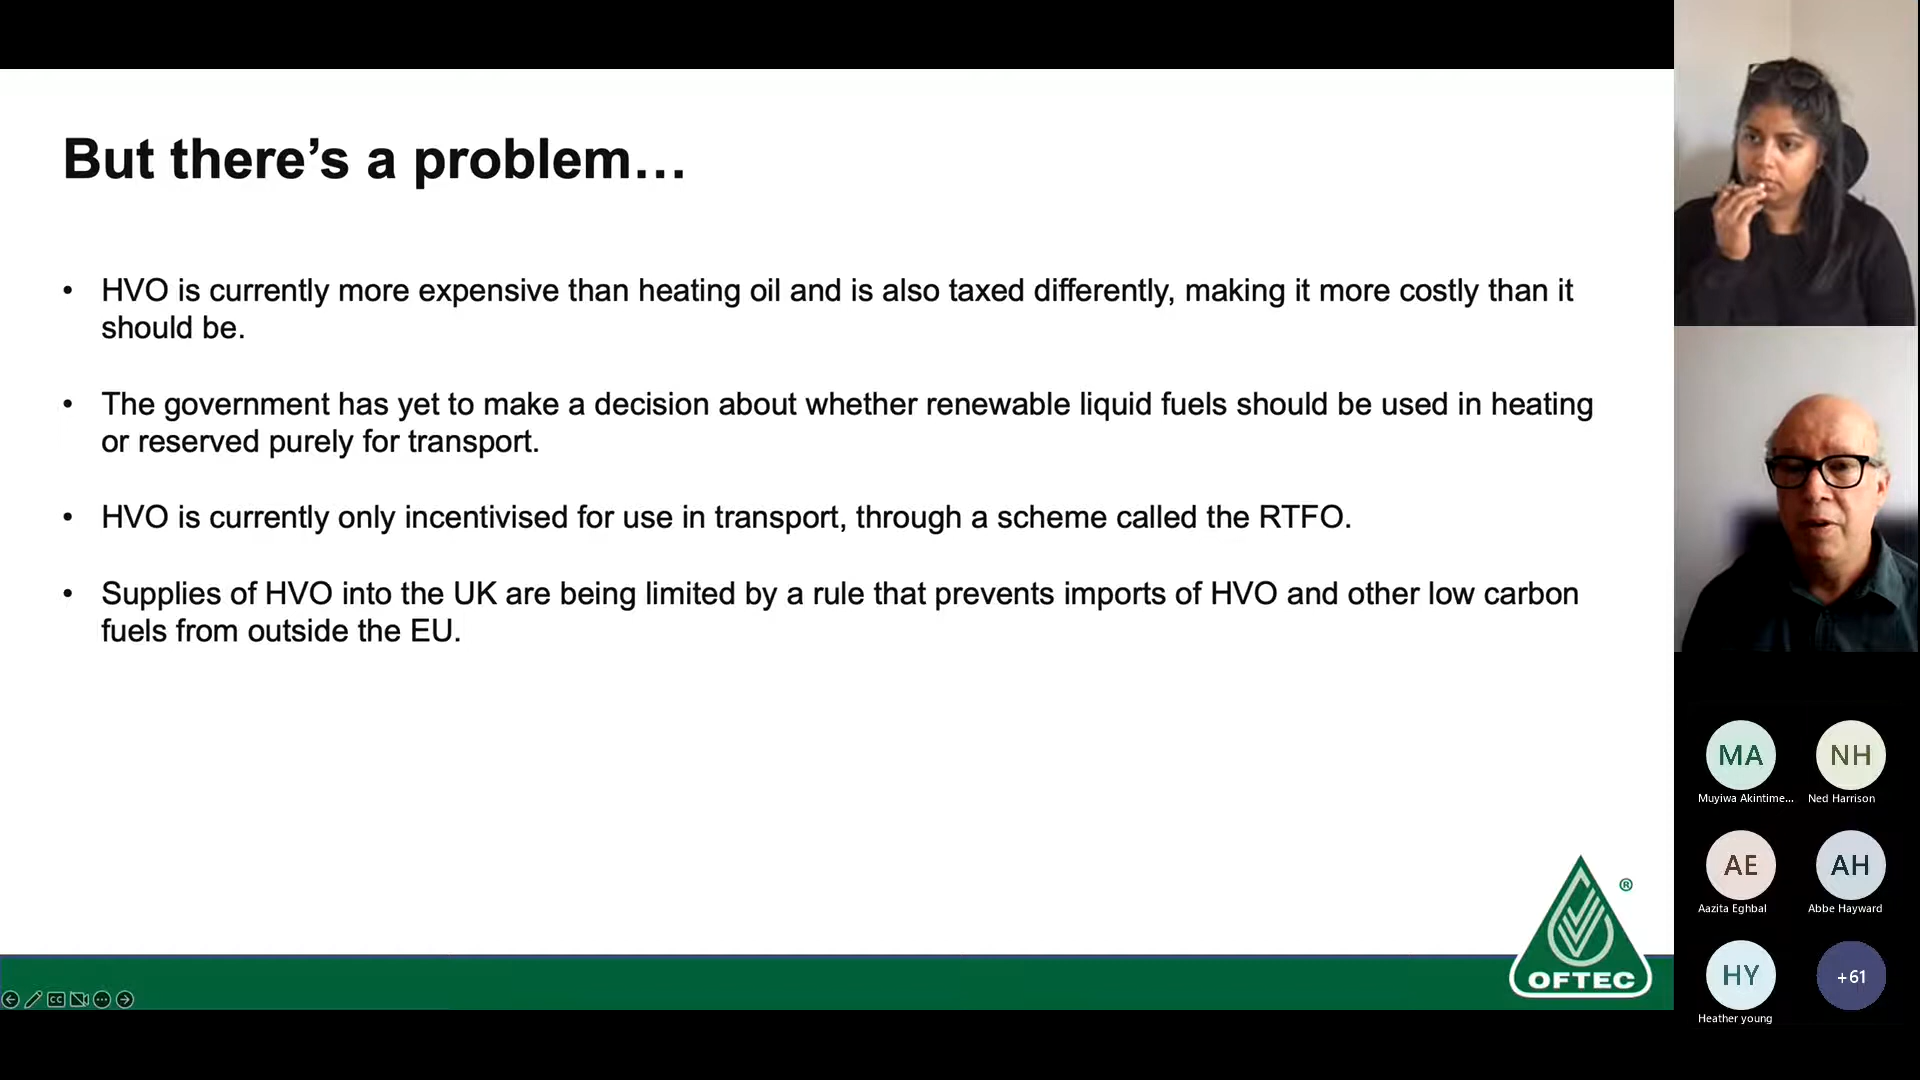 But there’s a problem…
• HVO is currently more expensive than heating oil and is also taxed differently, making it more costly than it
should be.
• The government has yet to make a decision about whether renewable liquid fuels should be used in heating
or reserved purely for transport.
• HVO is currently only incentivised for use in transport, through a scheme called the RTFO.
• Supplies of HVO into the UK are being limited by a rule that prevents imports of HVO and other low carbon
fuels from outside the EU.
®
OFTEC
CC
MA
Muyiwa Akintime...
NH
Ned Harrison
AE
Aazita Eghbal
AH
Abbe Hayward
HY
Heather young
+61